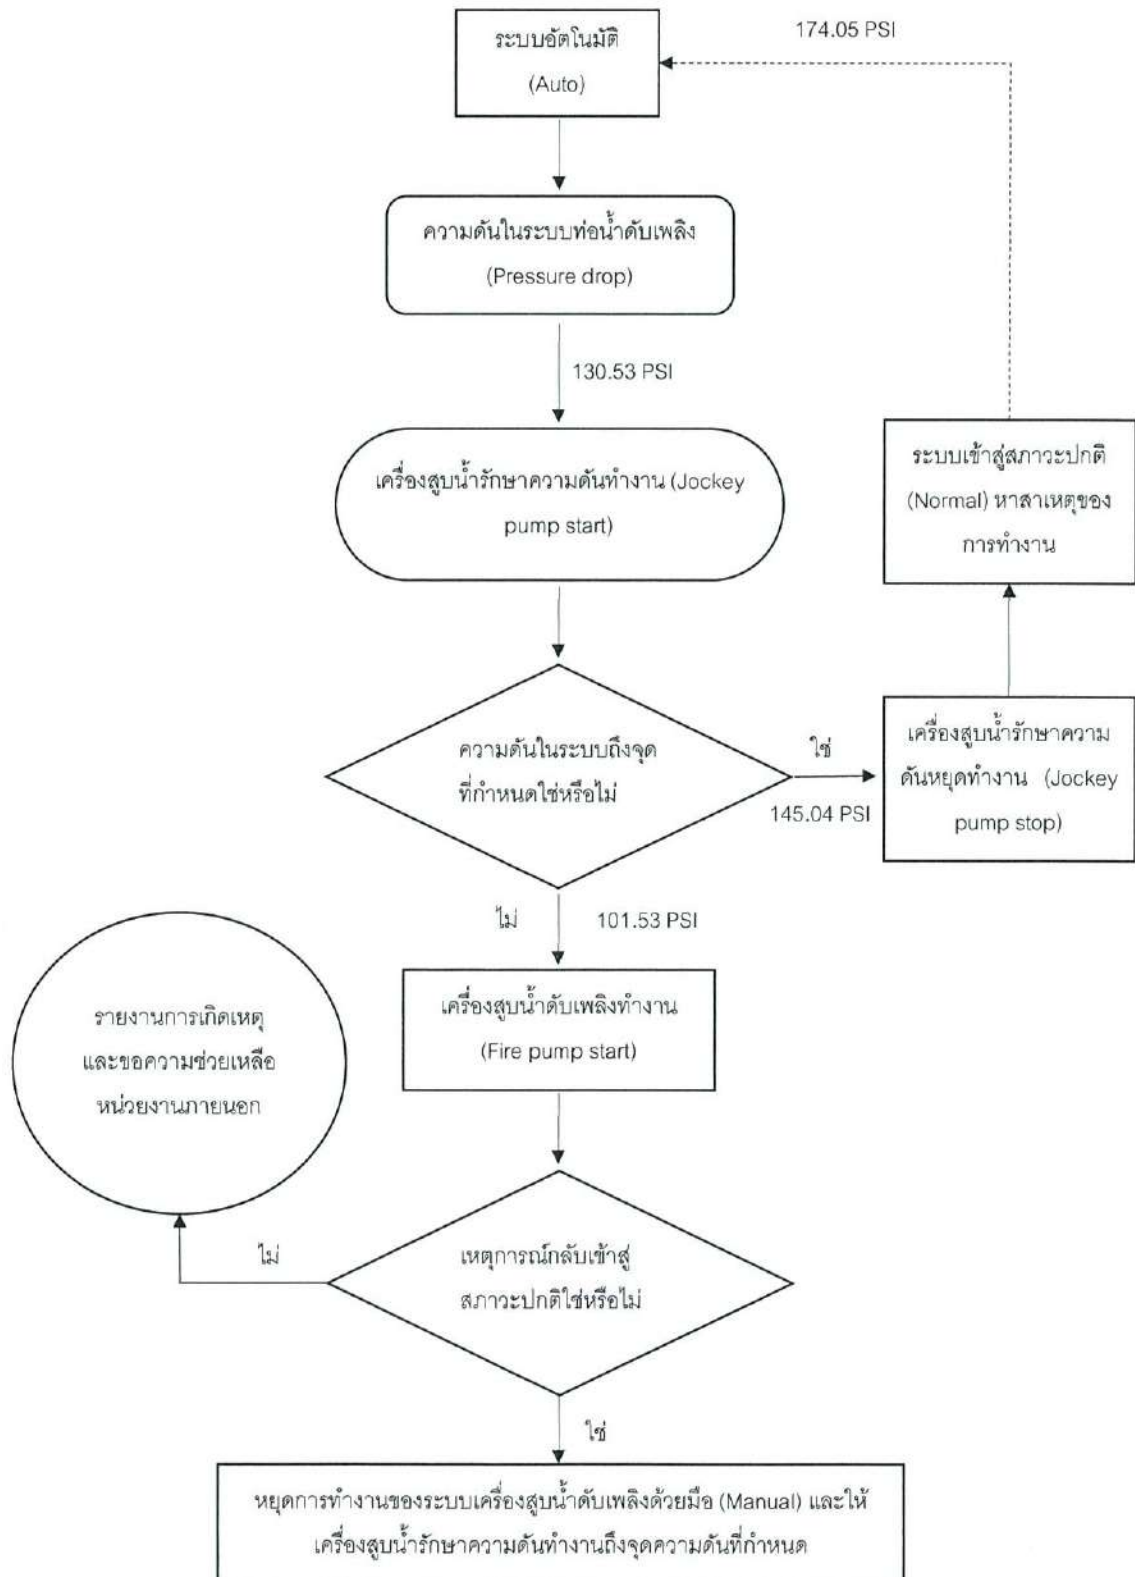 ระบบอัตโนมัติ
(Auto)
174.05 PSI
ความดันในระบบท่อน้ำดับเพลิง
(Pressure drop)
130.53 PSI
เครื่องสูบน้ำรักษาความดันทำงาน (Jockey
pump start)
ระบบเข้าสู่สภาวะปกติ
(Normal) หาสาเหตุของ
การทำงาน
ความดันในระบบถึงจุด
ที่กำหนดใช่หรือไม่
ใช่
145.04 PSI
เครื่องสูบน้ำรักษาความ
ดันหยุดทำงาน (Jockey
pump stop)
ไม่
101.53 PSI
เครื่องสูบน้ำดับเพลิงทำงาน
(Fire pump start)
รายงานการเกิดเหตุ
และขอความช่วยเหลือ
หน่วยงานภายนอก
ไม่
เหตุการณ์กลับเข้าสู่
สภาวะปกติใช่หรือไม่
ใช่
หยุดการทำงานของระบบเครื่องสูบน้ำดับเพลิงด้วยมือ (Manual) และให้
เครื่องสูบน้ำรักษาความดันทำงานถึงจุดความดันที่กำหนด